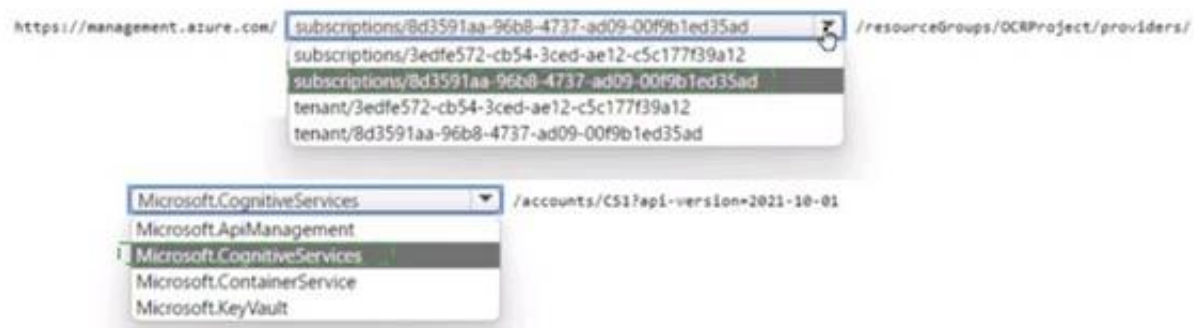 https://management.azure.com/ subscriptions/8d3591aa-96b8-4737-ad09-00f9b1ed35ad /resourceGroups/OCRProject/providers/
subscriptions/3edfe572-cb54-3ced-ae12-c5c177f39a12
subscriptions/8d3591aa-96b8-4737-ad09-00f9b1ed35ad
tenant/3edfe572-cb54-3ced-ae12-c5c177f39a12
tenant/8d3591aa-96b8-4737-ad09-00f9b1ed35ad
Microsoft.CognitiveServices /accounts/CS1?api-version=2021-10-01
Microsoft.ApiManagement
Microsoft.CognitiveServices
Microsoft.ContainerService
Microsoft.KeyVault